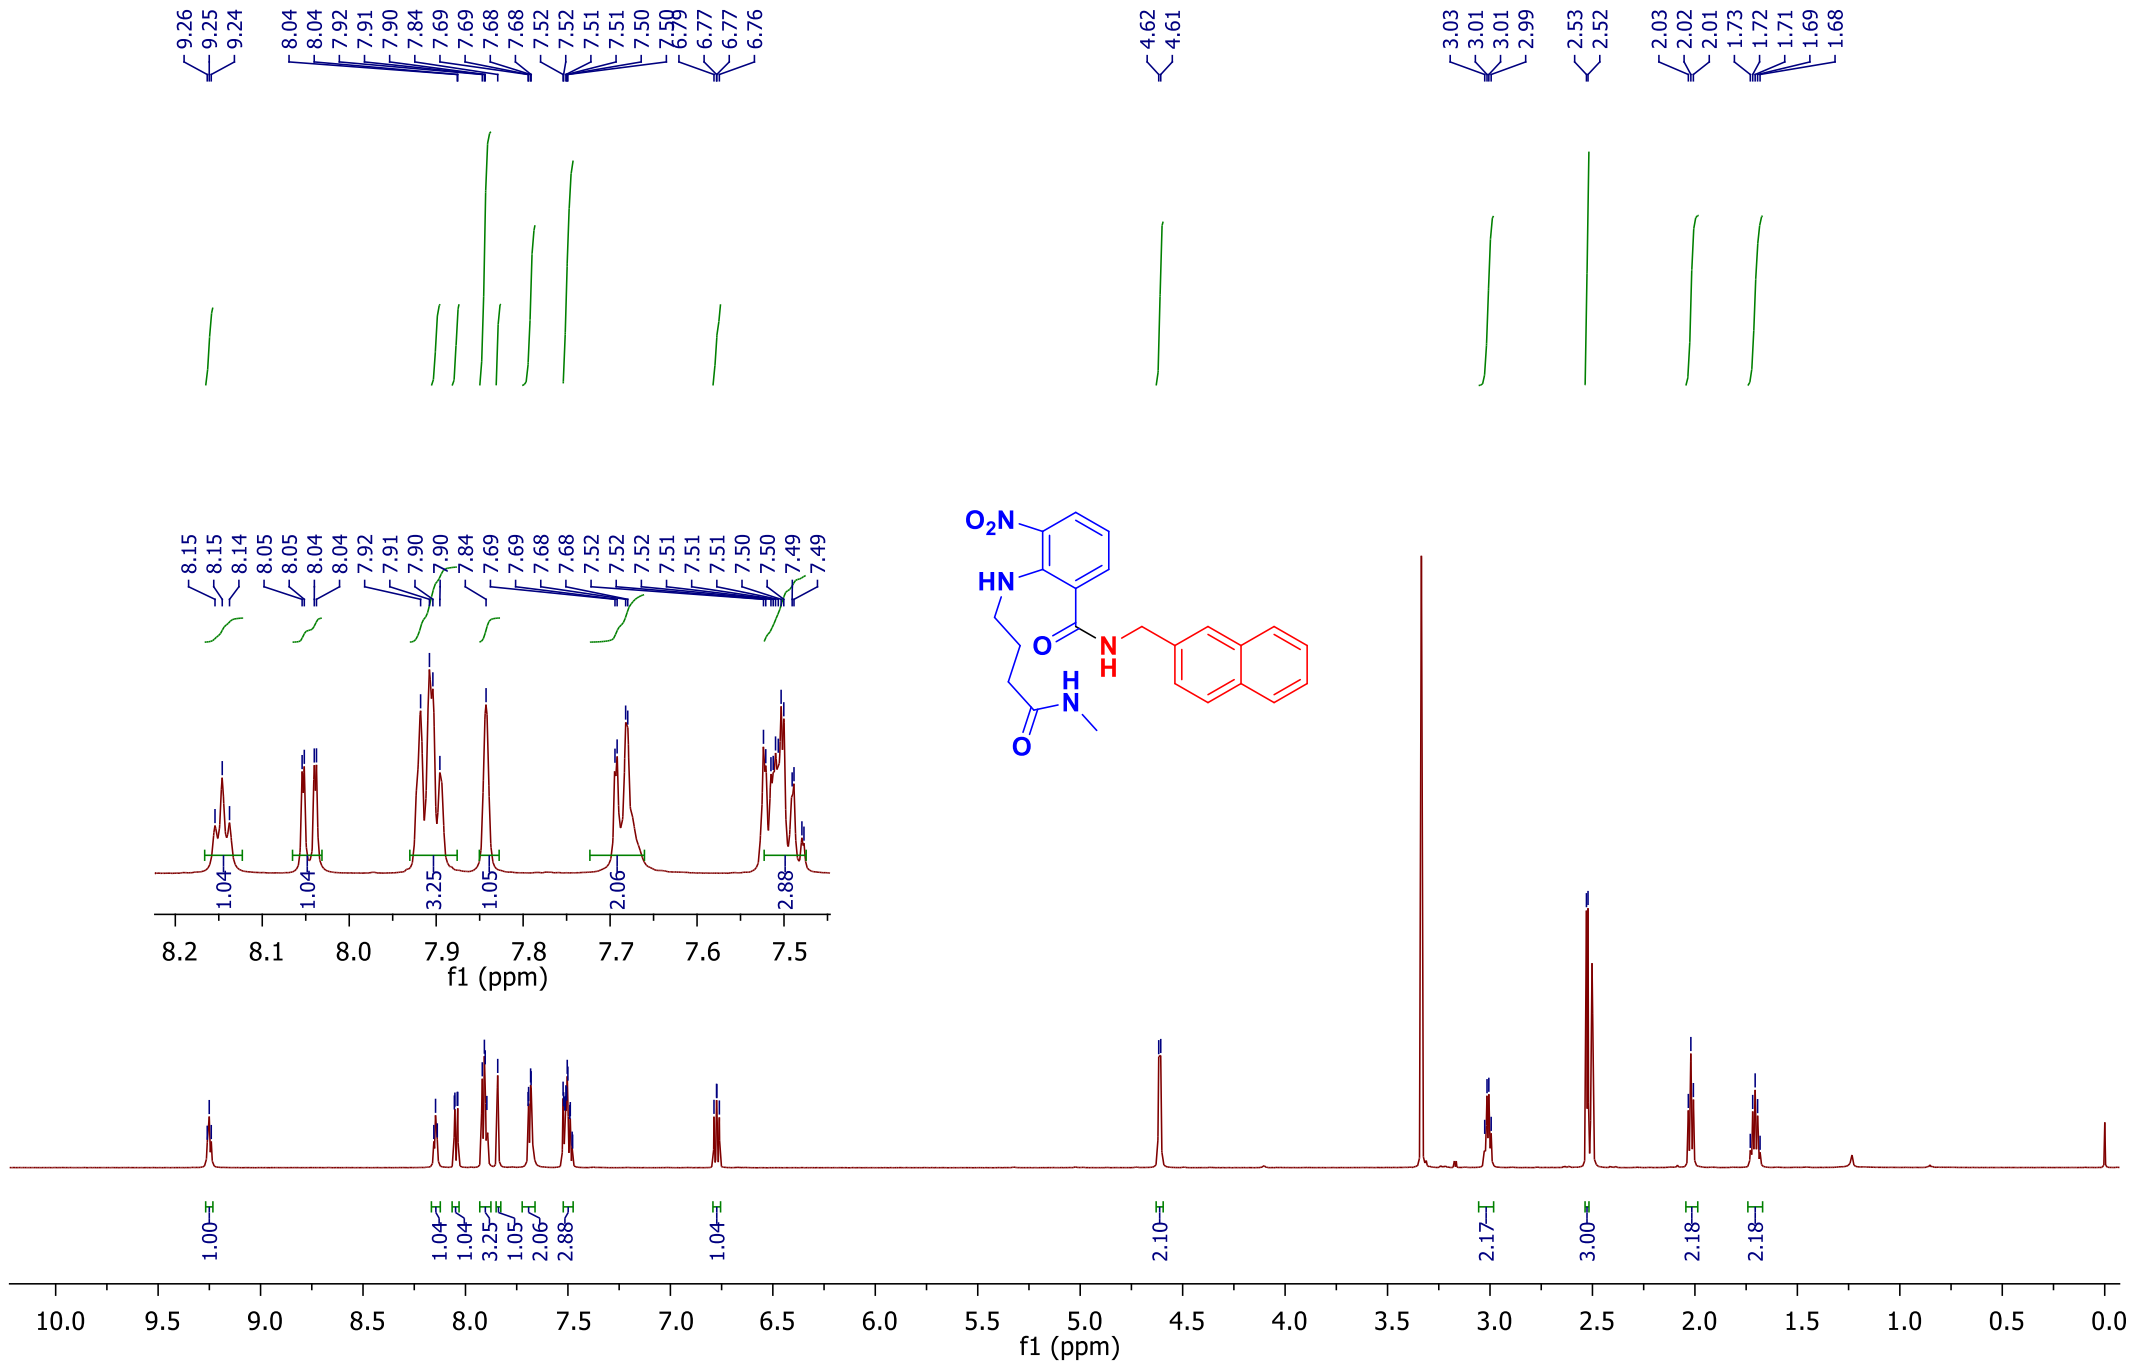 9.26 9.25 9.24 8.04 8.04 7.92 7.91 7.90 7.84 7.69 7.69 7.68 7.68 7.52 7.52 7.51 7.51 7.50 7.50 6.79 6.77 6.77 6.76 4.62 4.61 3.03 3.01 3.01 2.99 2.53 2.52 2.03 2.02 2.01 1.73 1.72 1.71 1.69 1.68
8.15 8.15 8.14 8.05 8.05 8.04 8.04 7.92 7.91 7.90 7.90 7.84 7.69 7.69 7.68 7.68 7.52 7.52 7.52 7.51 7.51 7.51 7.50 7.50 7.49 7.49
O₂N
HN
O
N
H
H
N
O
1.04 1.04 3.25 1.05 2.06 2.88
8.2 8.1 8.0 7.9 7.8 7.7 7.6 7.5
f1 (ppm)
1.00 1.04 1.04 3.25 1.05 2.06 2.88 1.04 2.10 2.17 3.00 2.18 2.18
10.0 9.5 9.0 8.5 8.0 7.5 7.0 6.5 6.0 5.5 5.0 4.5 4.0 3.5 3.0 2.5 2.0 1.5 1.0 0.5 0.0
f1 (ppm)